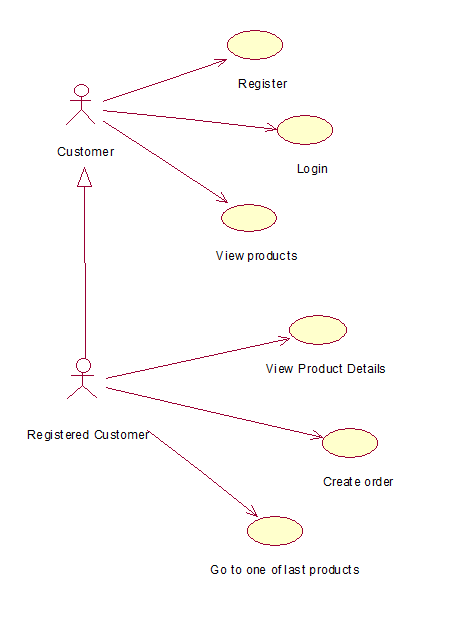 Register
Customer
Login
View products
View Product Details
Registered Customer
Create order
Go to one of last products